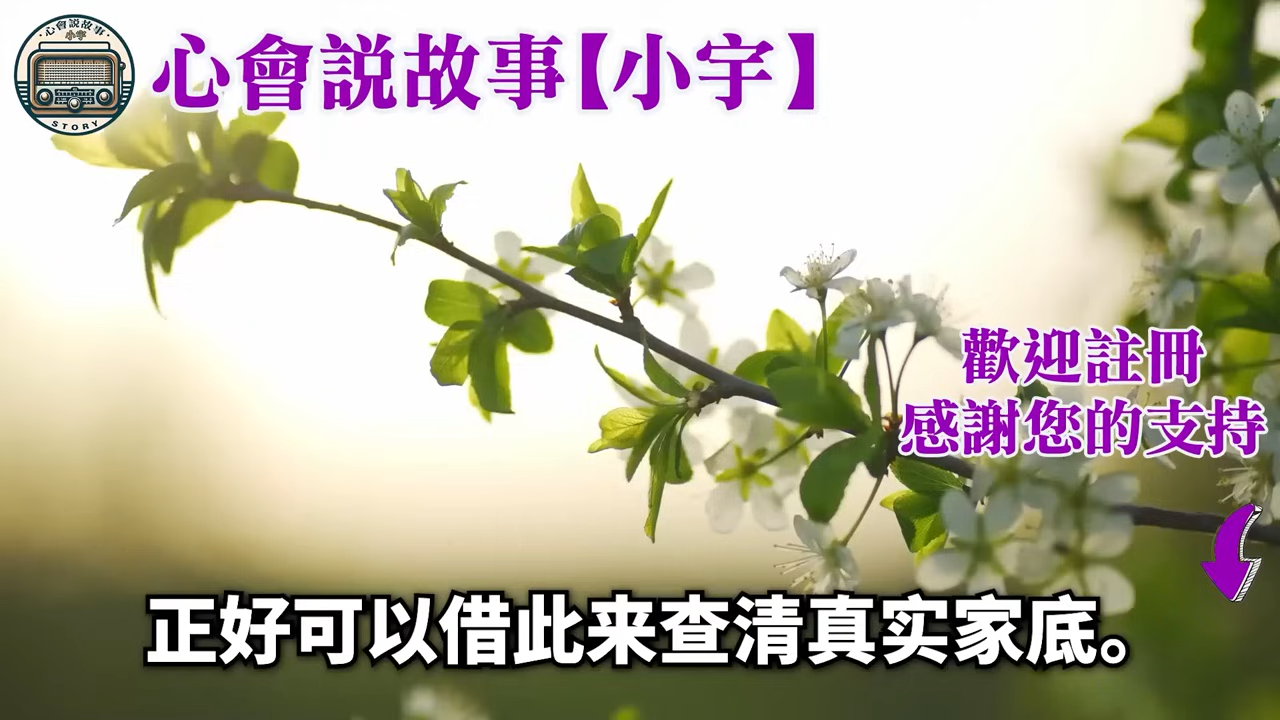 ·心會説故事·
小宇
STORY
心會説故事【小宇】
歡迎註冊
感謝您的支持
正好可以借此来查清真实家底。